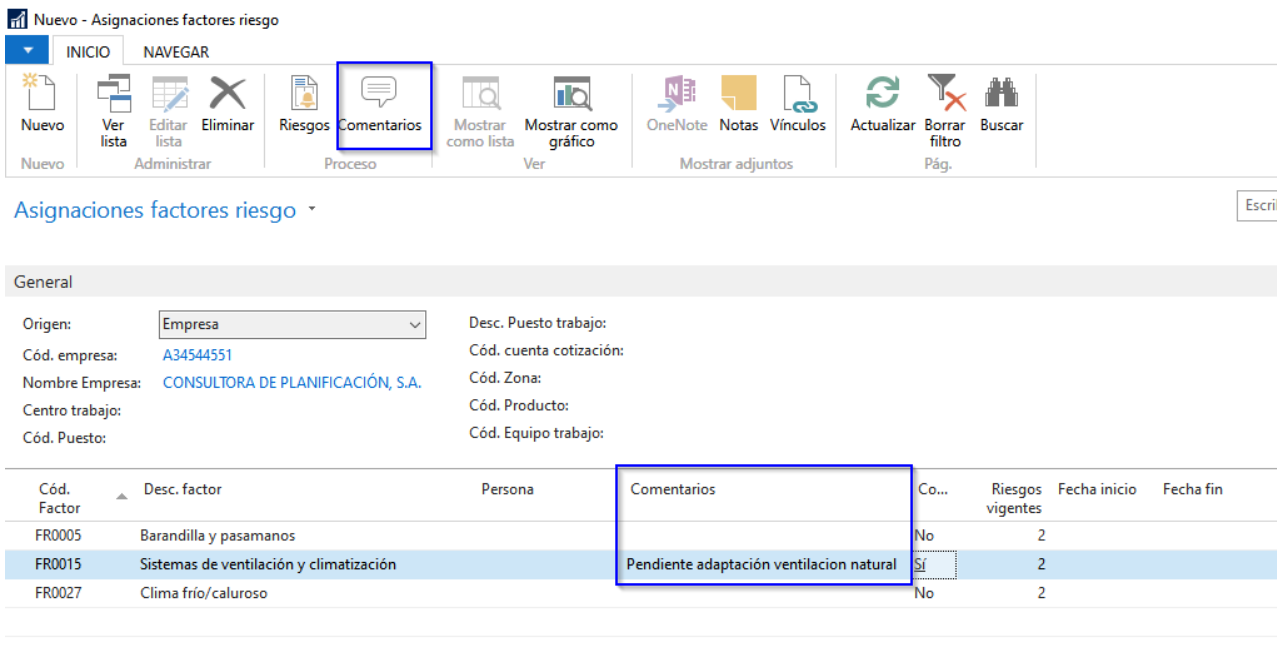 Nuevo - Asignaciones factores riesgo
INICIO NAVEGAR
Nuevo Ver lista Editar lista Eliminar Riesgos Comentarios Mostrar como lista Mostrar como gráfico OneNote Notas Vínculos Actualizar Borrar filtro Buscar
Nuevo Administrar Proceso Ver Mostrar adjuntos Pág.
Asignaciones factores riesgo
General
Origen: Empresa Desc. Puesto trabajo:
Cód. empresa: A34544551 Cód. cuenta cotización:
Nombre Empresa: CONSULTORA DE PLANIFICACIÓN, S.A. Cód. Zona:
Centro trabajo: Cód. Producto:
Cód. Puesto: Cód. Equipo trabajo:
Cód. Factor Desc. factor Persona Comentarios Co... Riesgos vigentes Fecha inicio Fecha fin
FR0005 Barandilla y pasamanos No 2
FR0015 Sistemas de ventilación y climatización Pendiente adaptación ventilacion natural Sí 2
FR0027 Clima frío/caluroso No 2